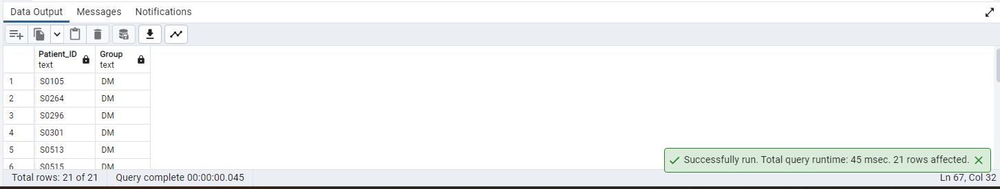 Data Output Messages Notifications
Patient_ID Group
text text
1 S0105 DM
2 S0264 DM
3 S0296 DM
4 S0301 DM
5 S0513 DM
6 S0515 DM
Successfully run. Total query runtime: 45 msec. 21 rows affected.
Total rows: 21 of 21 Query complete 00:00:00.045 Ln 67, Col 32